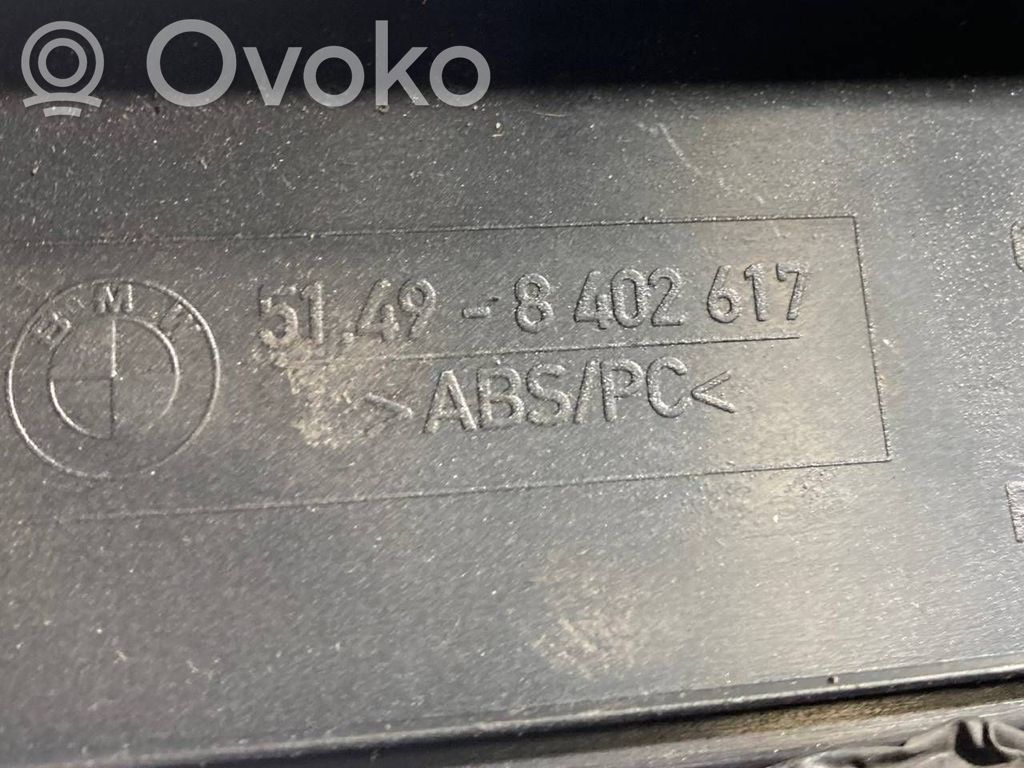 Ovoko
BMW
51.49 - 8 402 617
>ABS/PC<